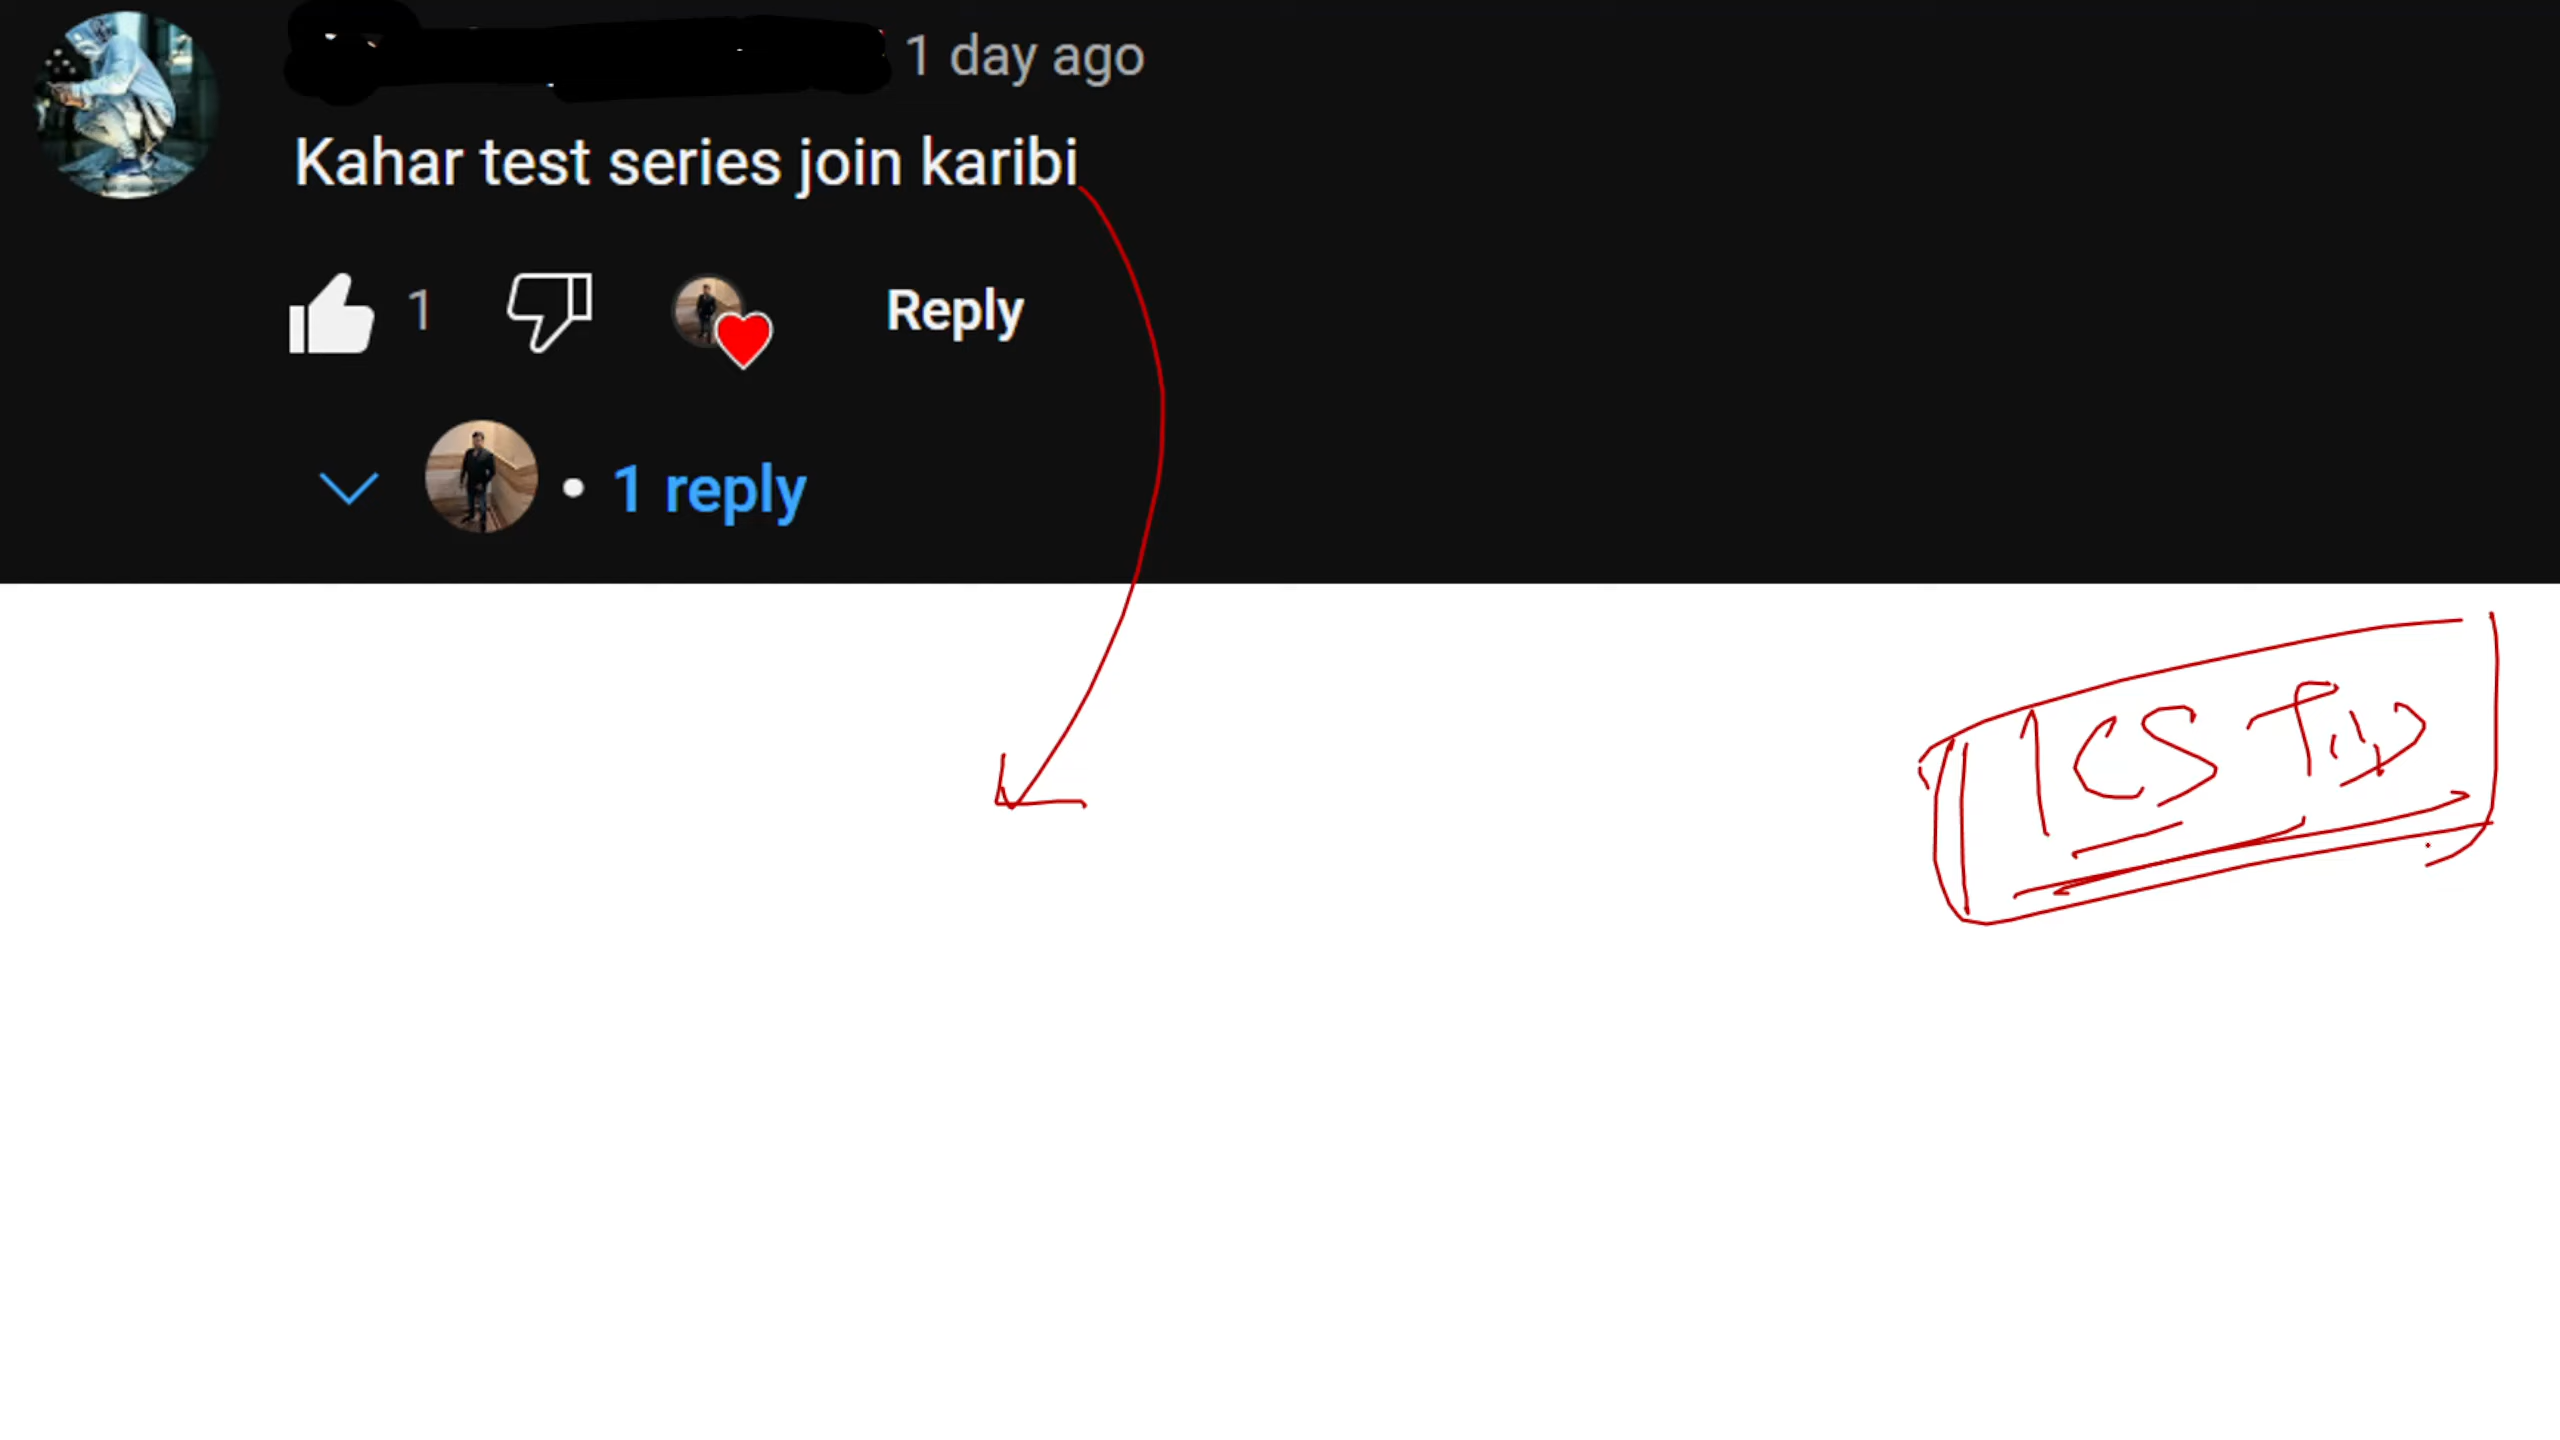 1 day ago
Kahar test series join karibi
1
Reply
1 reply